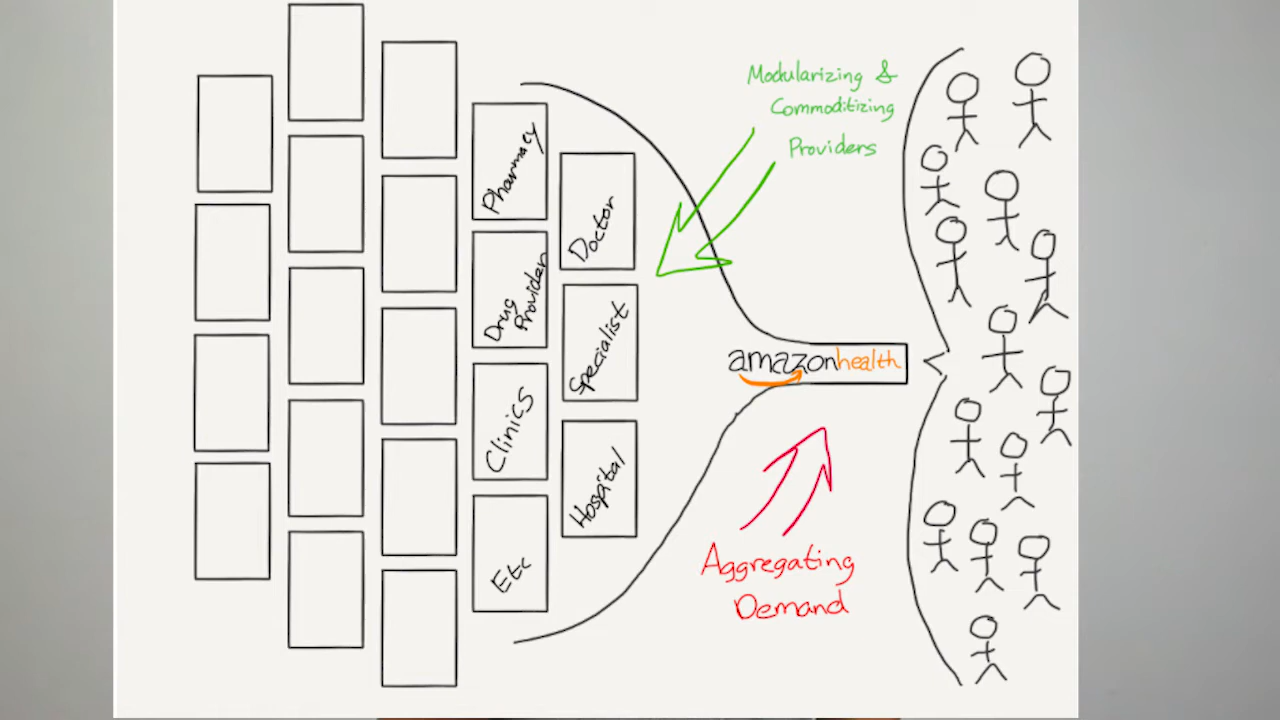 Modularizing &
Commoditizing
Providers
Pharmacy
Doctor
Drug
Provider
Specialist
Clinics
Hospital
Etc
amazonhealth
Aggregating
Demand